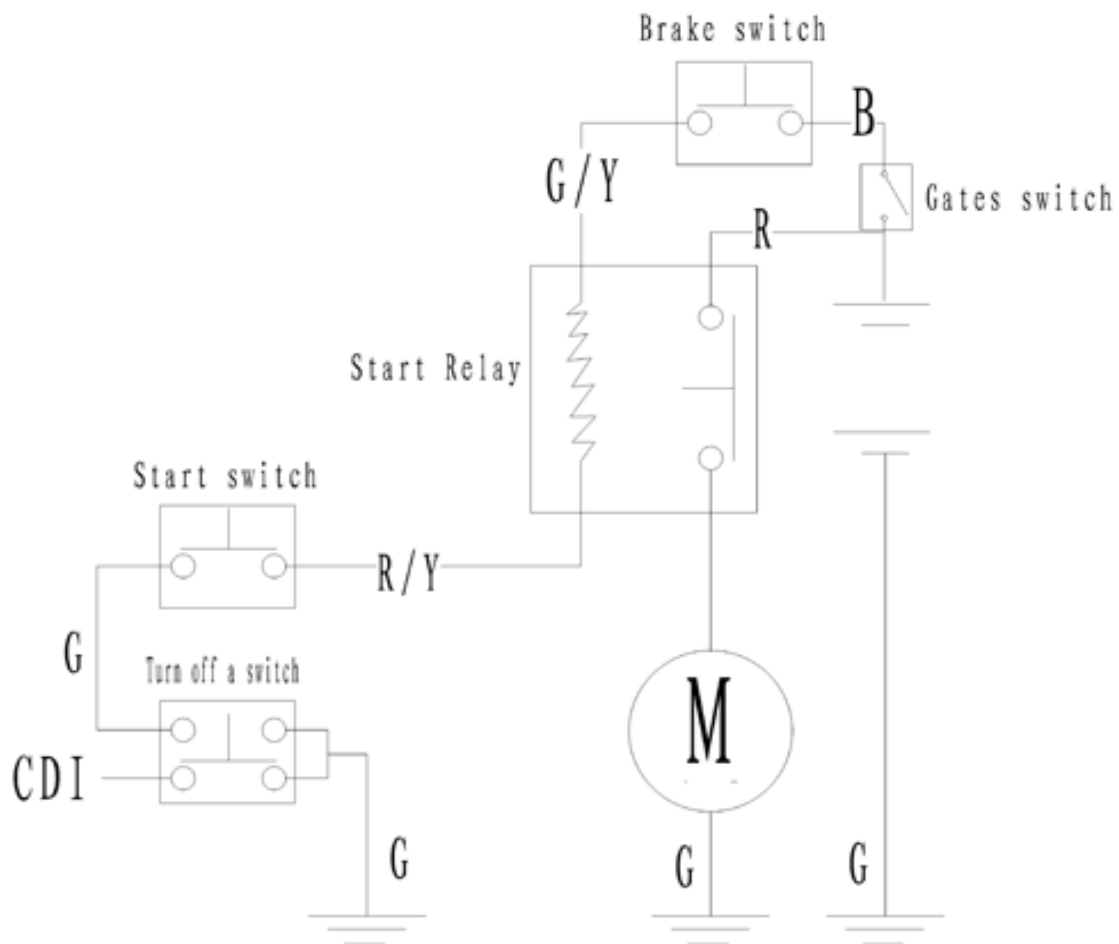 Brake switch
B
G/Y
Gates switch
R
Start Relay
Start switch
R/Y
G
Turn off a switch
M
CDI
G
G
G